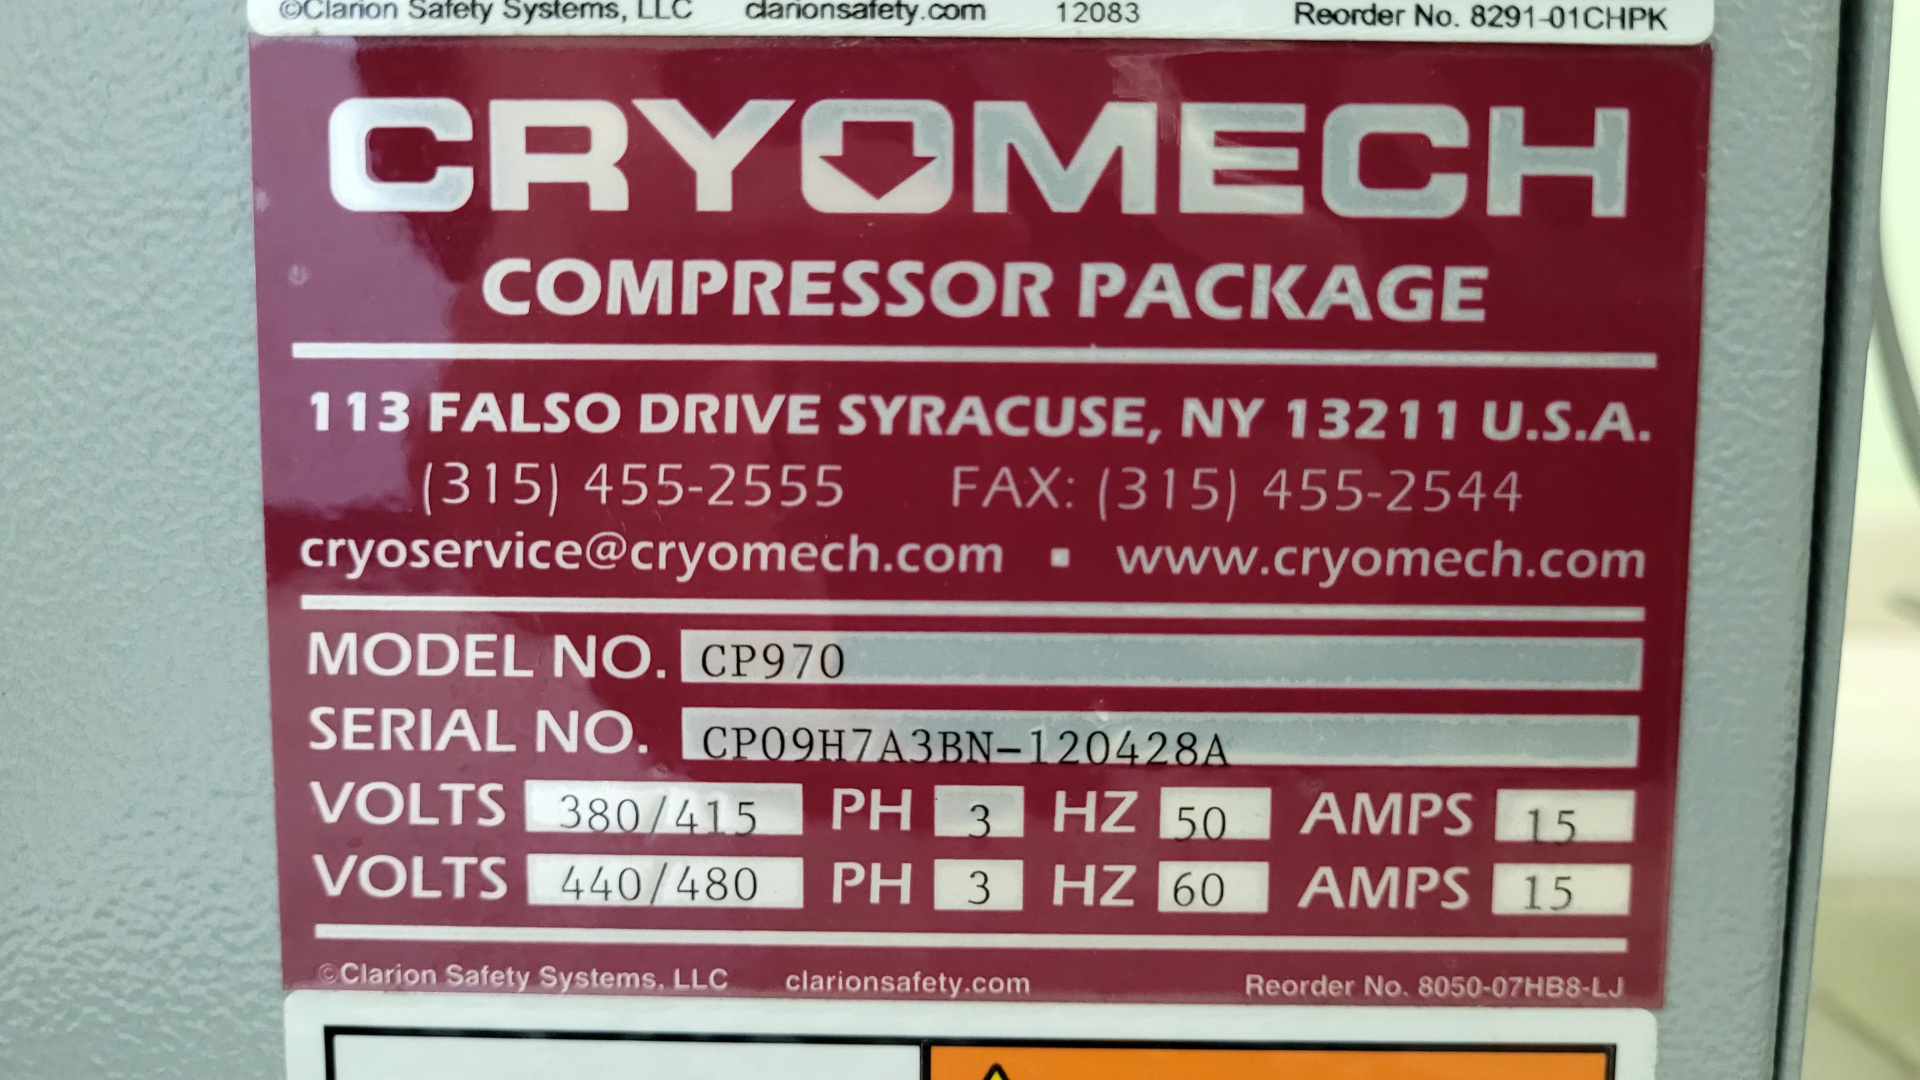 ©Clarion Safety Systems, LLC clarionsafety.com 12083 Reorder No. 8291-01CHPK
CRYOMECH
COMPRESSOR PACKAGE
113 FALSO DRIVE SYRACUSE, NY 13211 U.S.A.
(315) 455-2555 FAX: (315) 455-2544
cryoservice@cryomech.com ▪ www.cryomech.com
MODEL NO. CP970
SERIAL NO. CP09H7A3BN-120428A
VOLTS 380/415 PH 3 HZ 50 AMPS 15
VOLTS 440/480 PH 3 HZ 60 AMPS 15
©Clarion Safety Systems, LLC clarionsafety.com Reorder No. 8050-07HB8-LJ